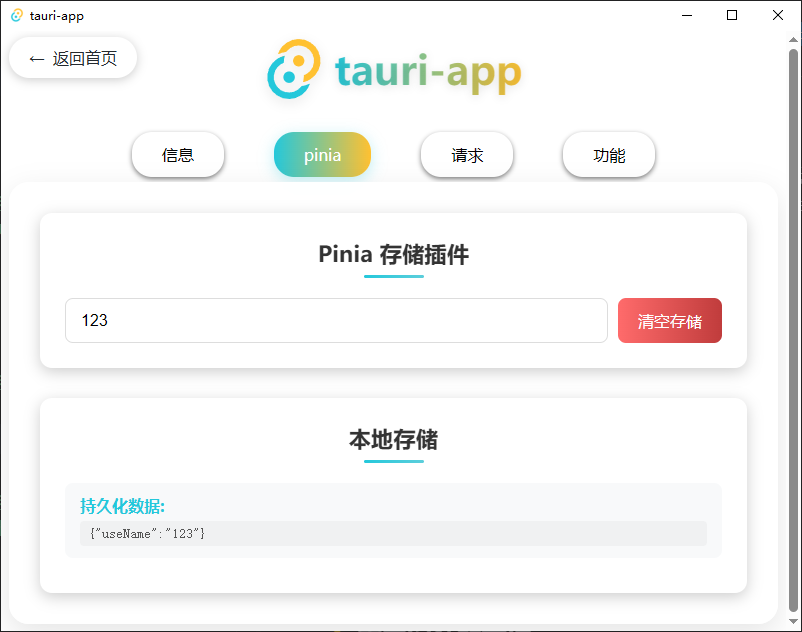 tauri-app
← 返回首页
tauri-app
信息
pinia
请求
功能
Pinia 存储插件
123
清空存储
本地存储
持久化数据:
{"useName":"123"}